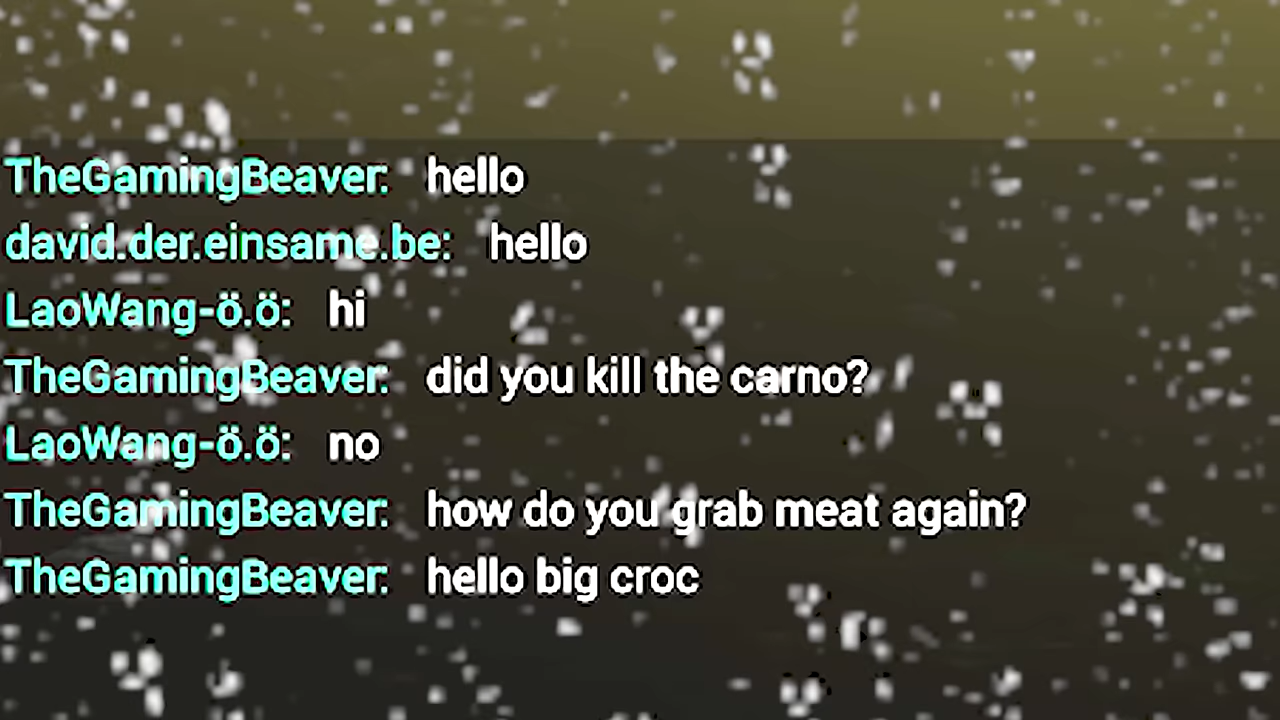 TheGamingBeaver: hello
david.der.einsame.be: hello
LaoWang-ö.ö: hi
TheGamingBeaver: did you kill the carno?
LaoWang-ö.ö: no
TheGamingBeaver: how do you grab meat again?
TheGamingBeaver: hello big croc